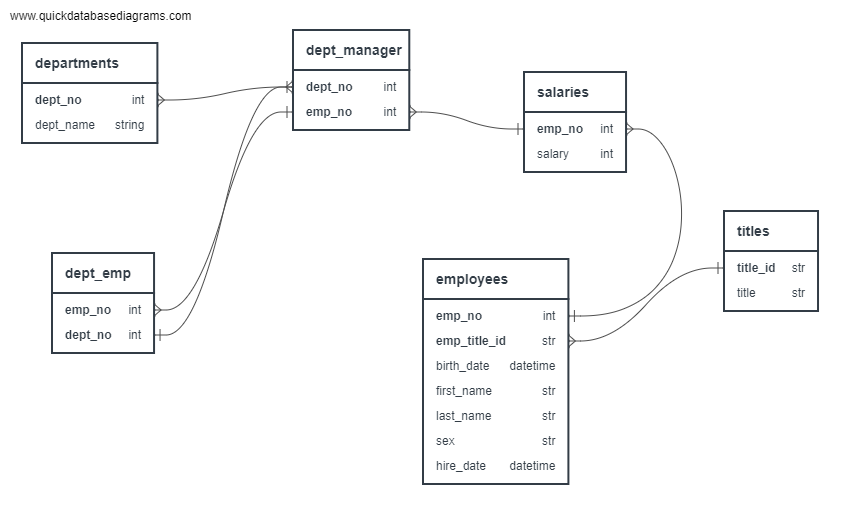 www.quickdatabasediagrams.com
departments
dept_no int
dept_name string
dept_manager
dept_no int
emp_no int
salaries
emp_no int
salary int
titles
title_id str
title str
dept_emp
emp_no int
dept_no int
employees
emp_no int
emp_title_id str
birth_date datetime
first_name str
last_name str
sex str
hire_date datetime